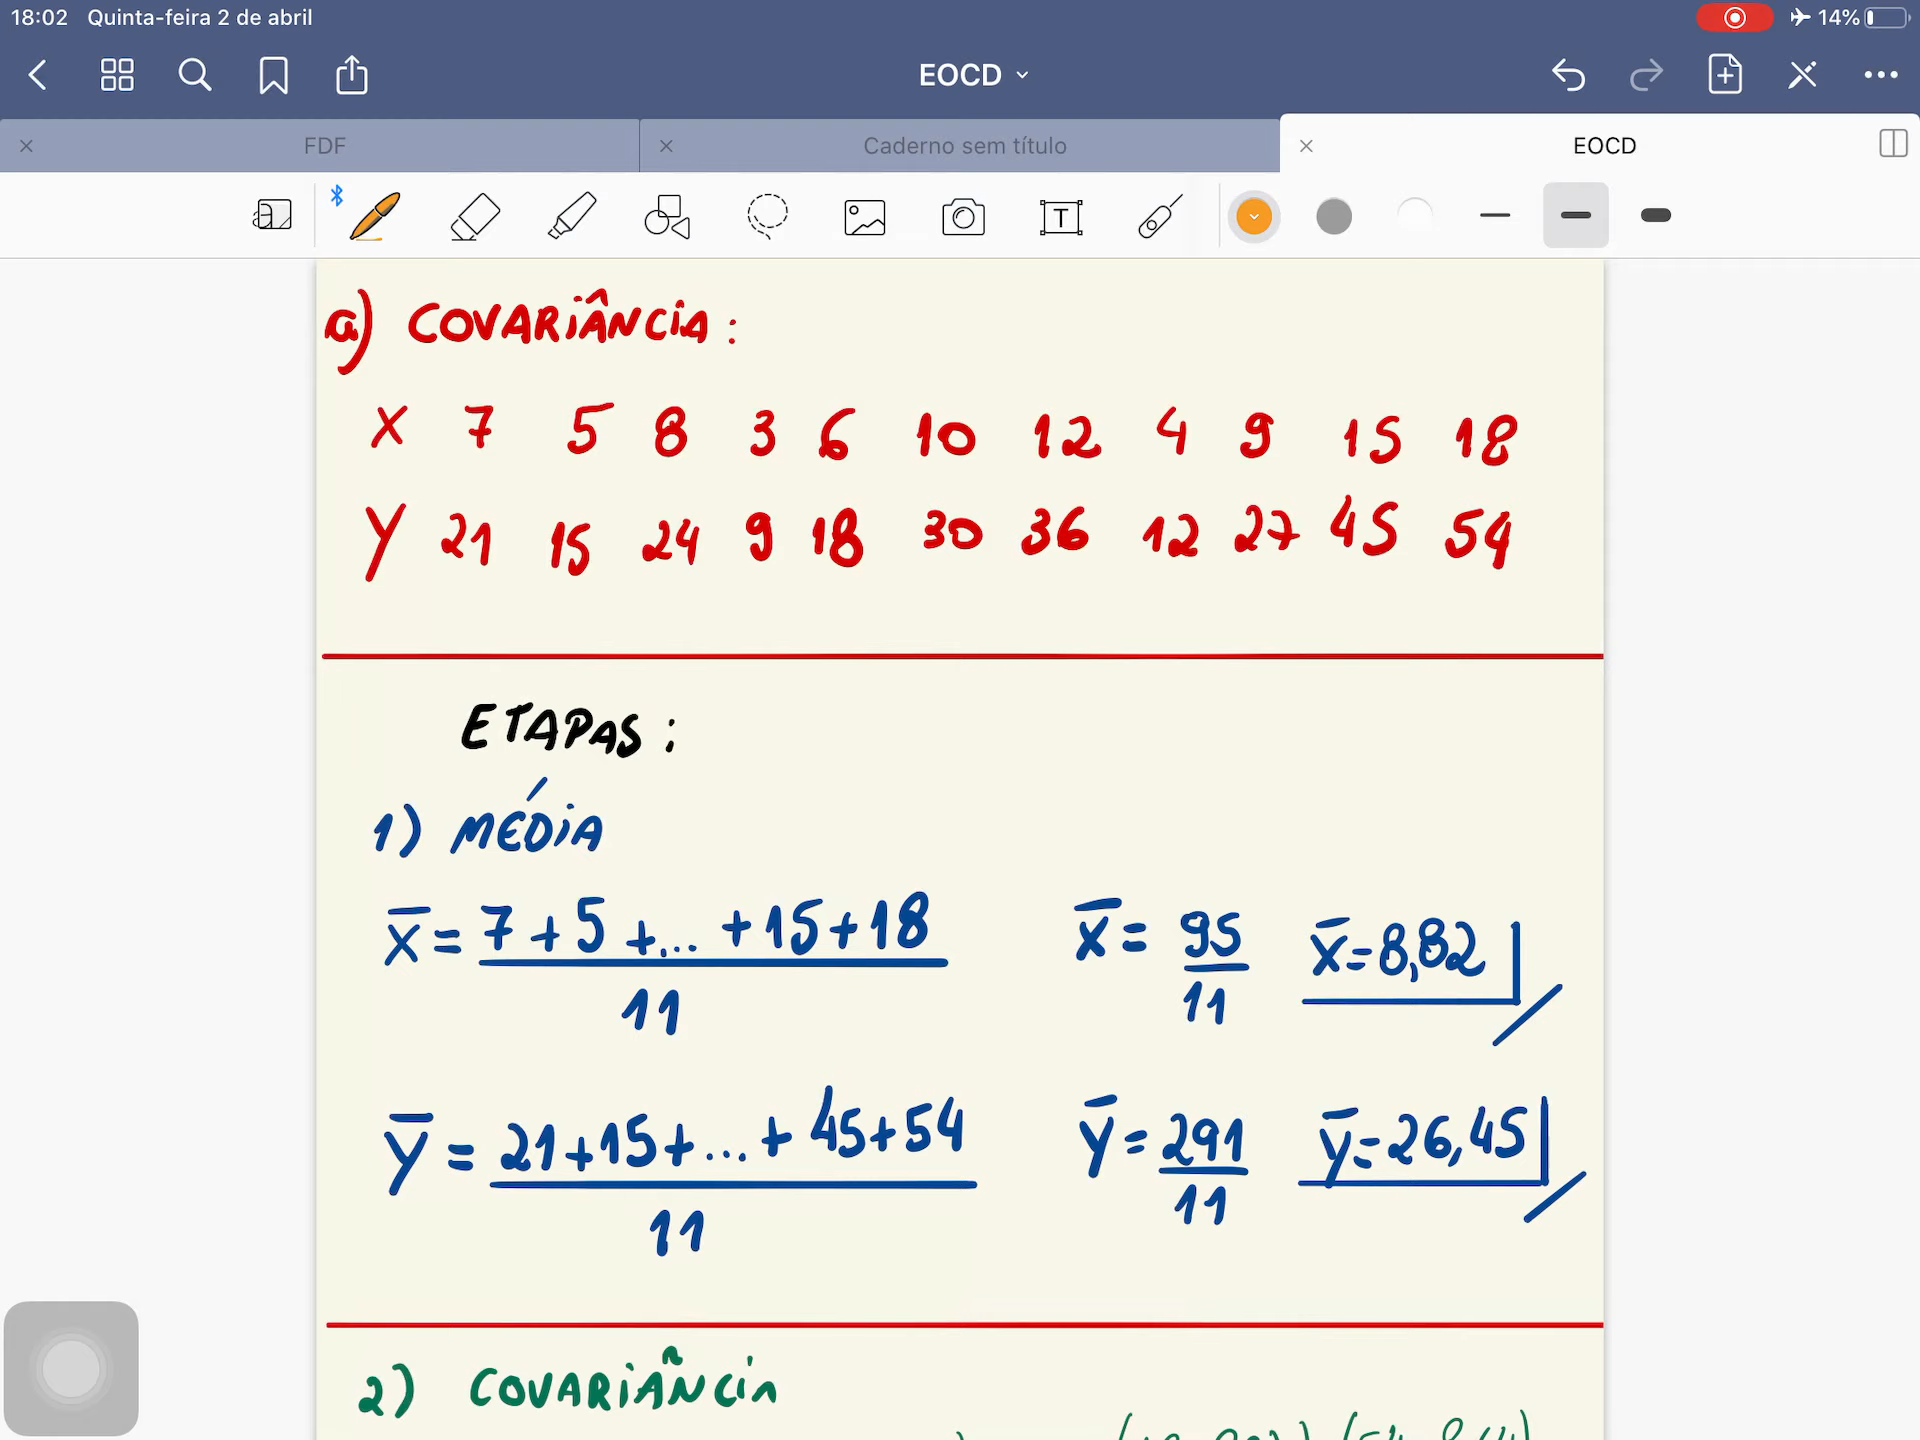 18:02 Quinta-feira 2 de abril 14%
EOCD
FDF Caderno sem título EOCD
a) COVARIÂNCIA:
X 7 5 8 3 6 10 12 4 9 15 18
Y 21 15 24 9 18 30 36 12 27 45 54
ETAPAS:
1) MÉDIA
x̄ = 7+5+...+15+18 / 11 x̄ = 95 / 11 x̄=8,82
ȳ = 21+15+...+45+54 / 11 ȳ = 291 / 11 ȳ=26,45
2) COVARIÂNCIA